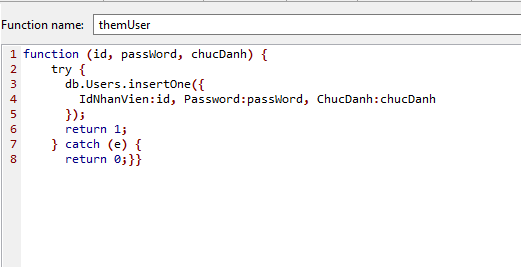 Function name: themUser
1 function (id, passWord, chucDanh) {
2 try {
3 db.Users.insertOne({
4 IdNhanVien:id, Password:passWord, ChucDanh:chucDanh
5 });
6 return 1;
7 } catch (e) {
8 return 0;}}